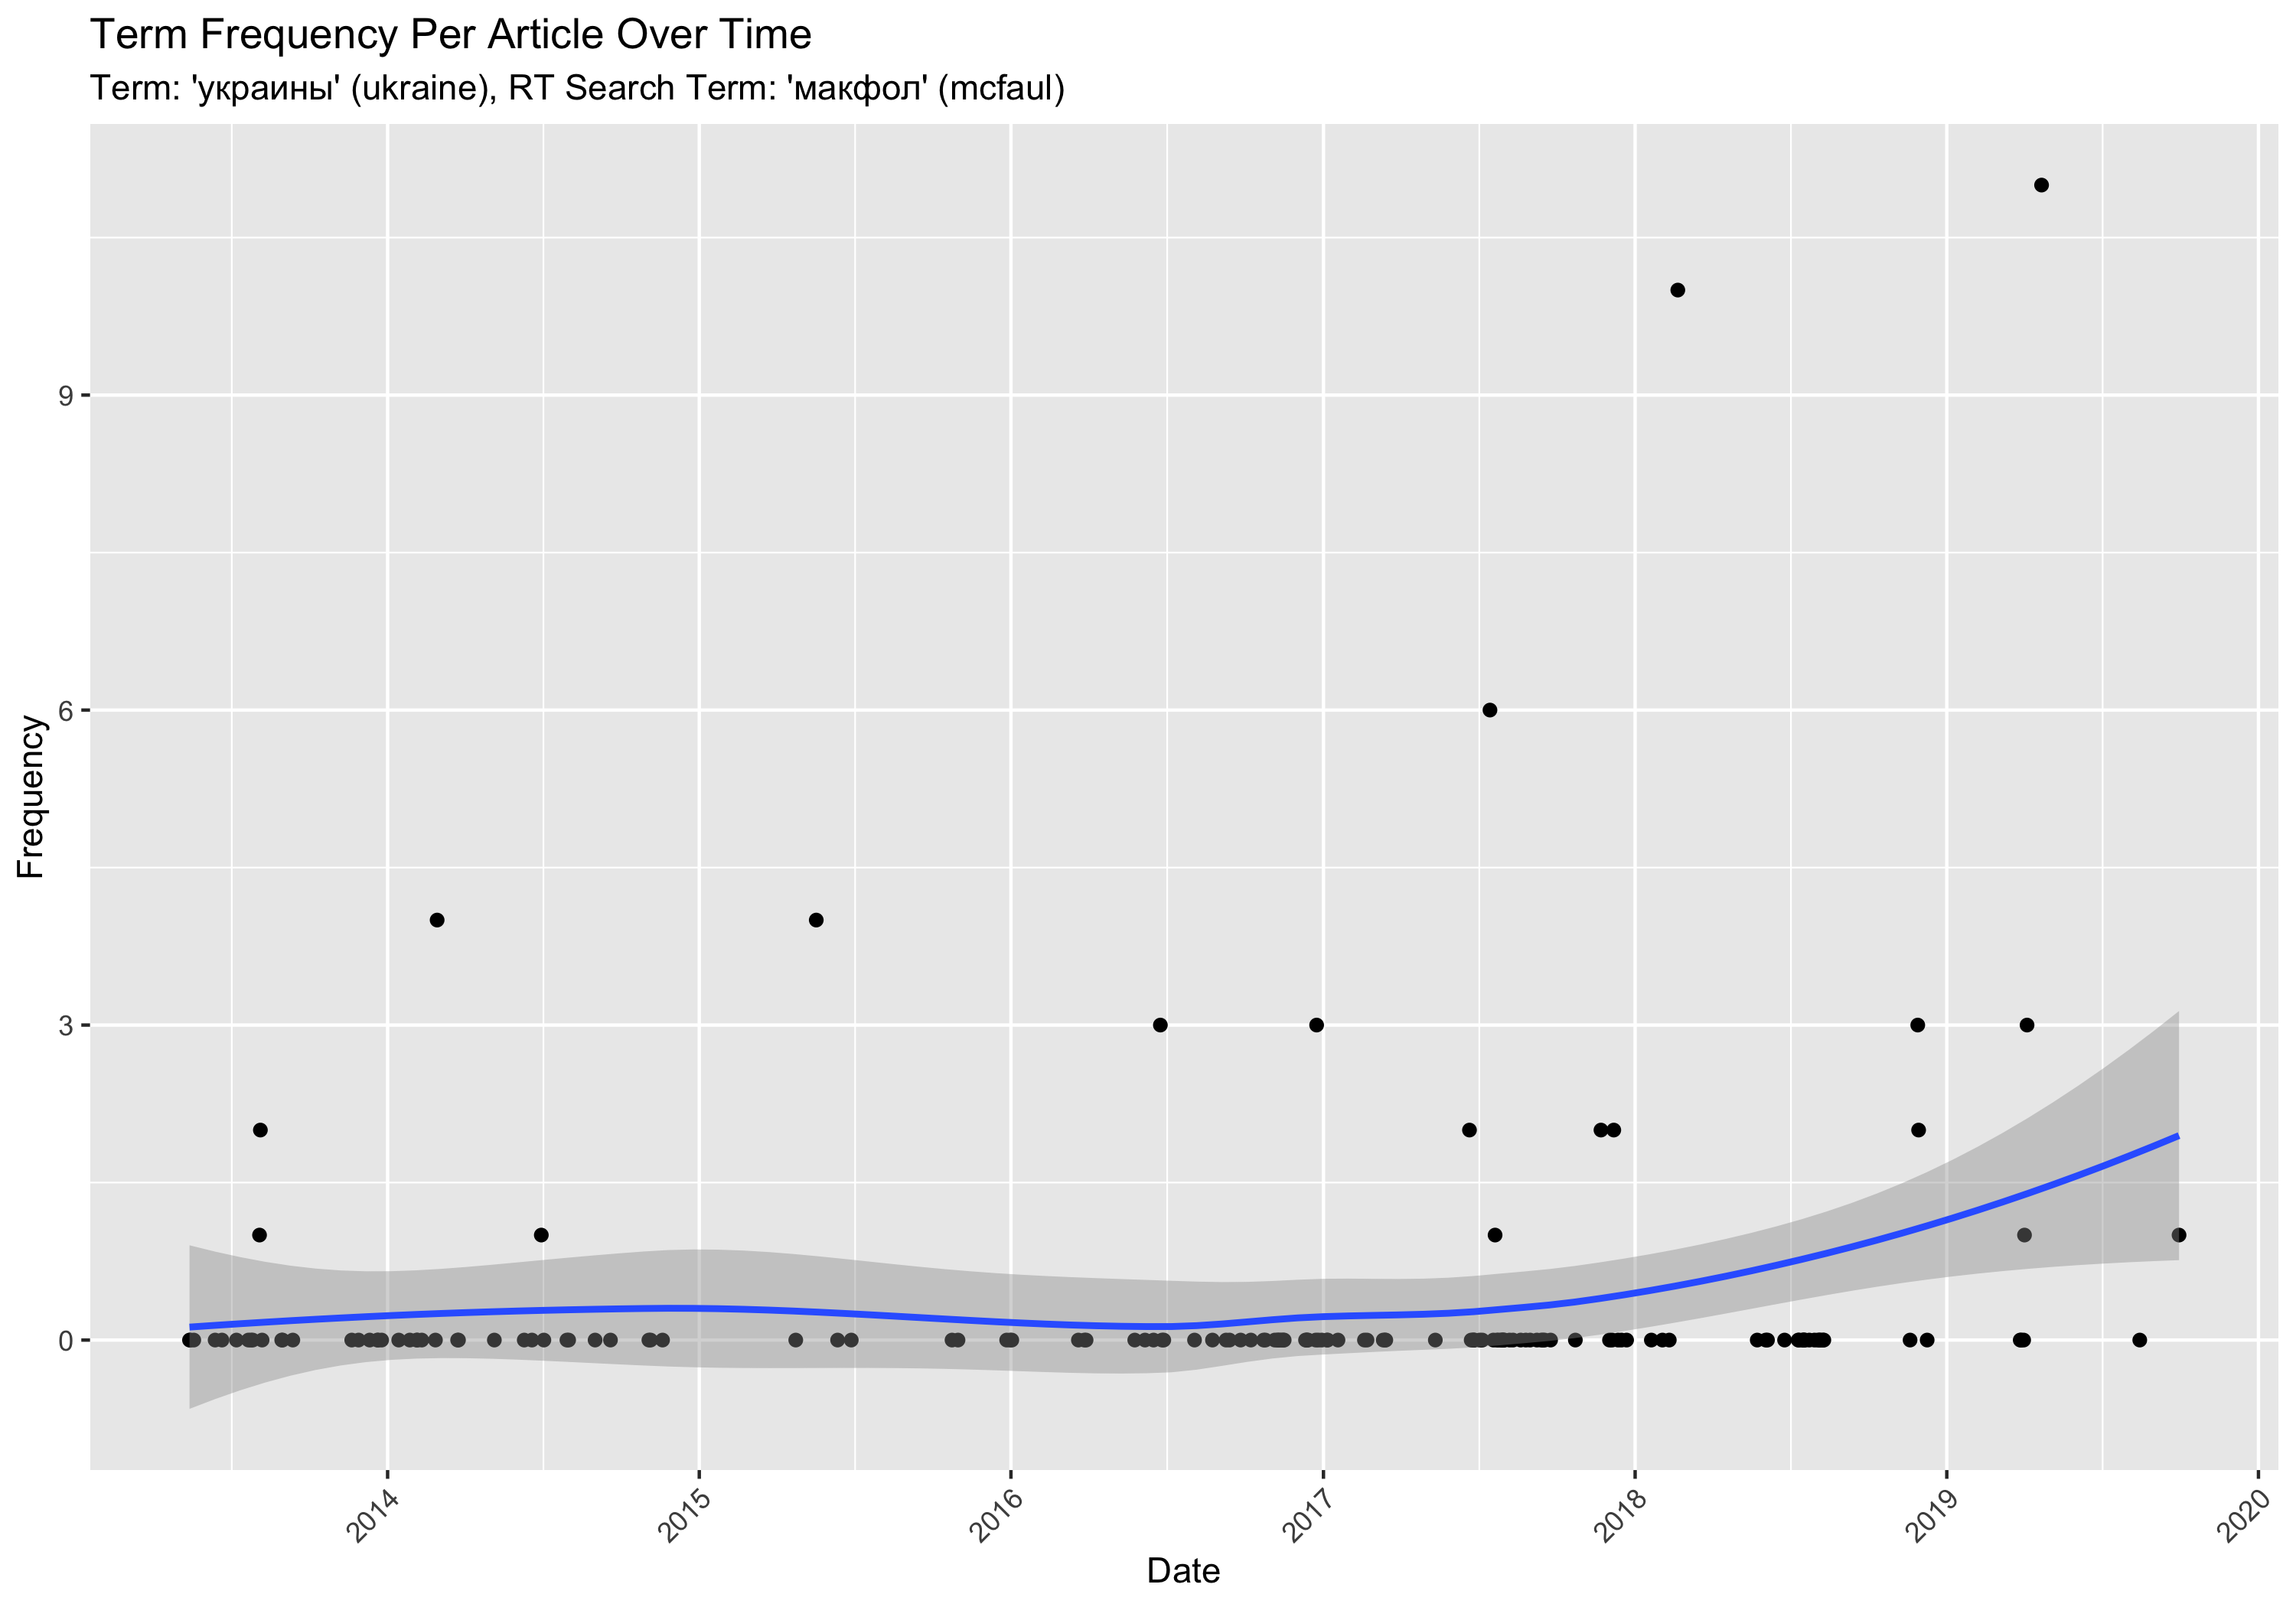 Term Frequency Per Article Over Time
Term: 'украины' (ukraine), RT Search Term: 'макфол' (mcfaul)
Frequency
9
6
3
0
2014
2015
2016
2017
2018
2019
2020
Date